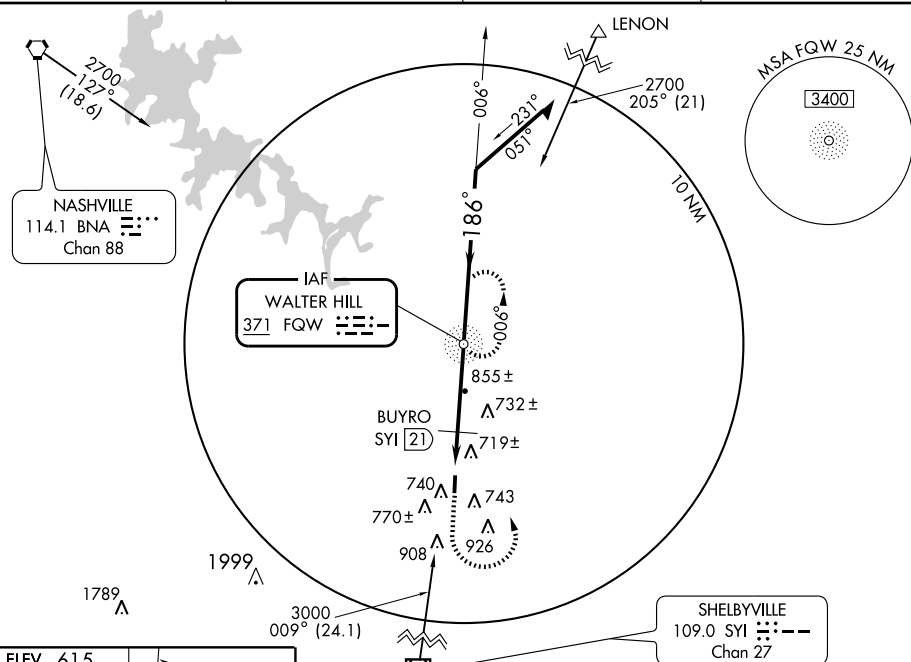 LENON
2700
127°
(18.6)
006°
231°
051°
2700
205° (21)
MSA FQW 25 NM
3400
10 NM
NASHVILLE
114.1 BNA
Chan 88
186°
IAF
WALTER HILL
371 FQW
006°
855±
732±
BUYRO
SYI 21
719±
740
743
770±
926
908
1999
1789
3000
009° (24.1)
SHELBYVILLE
109.0 SYI
Chan 27
ELEV 615